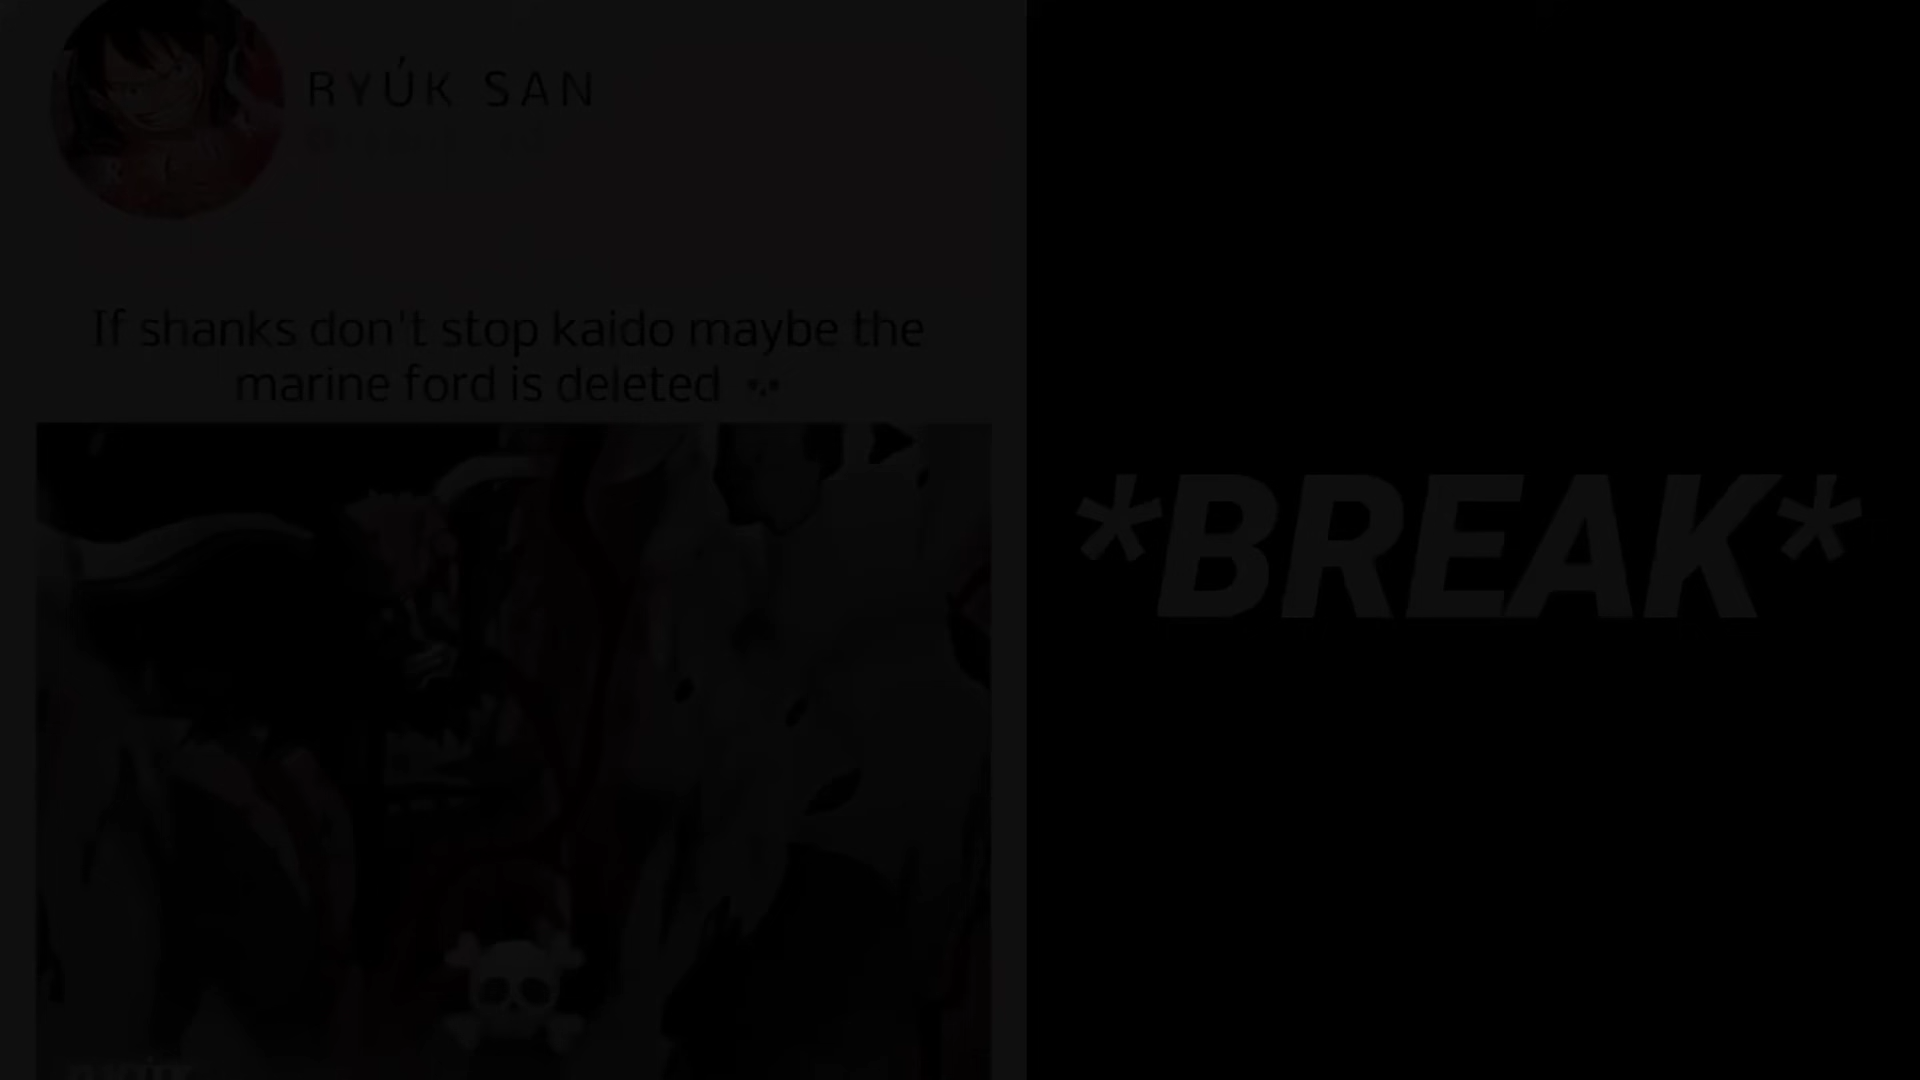 RYÚK SAN
If shanks don't stop kaido maybe the
marine ford is deleted
*BREAK*